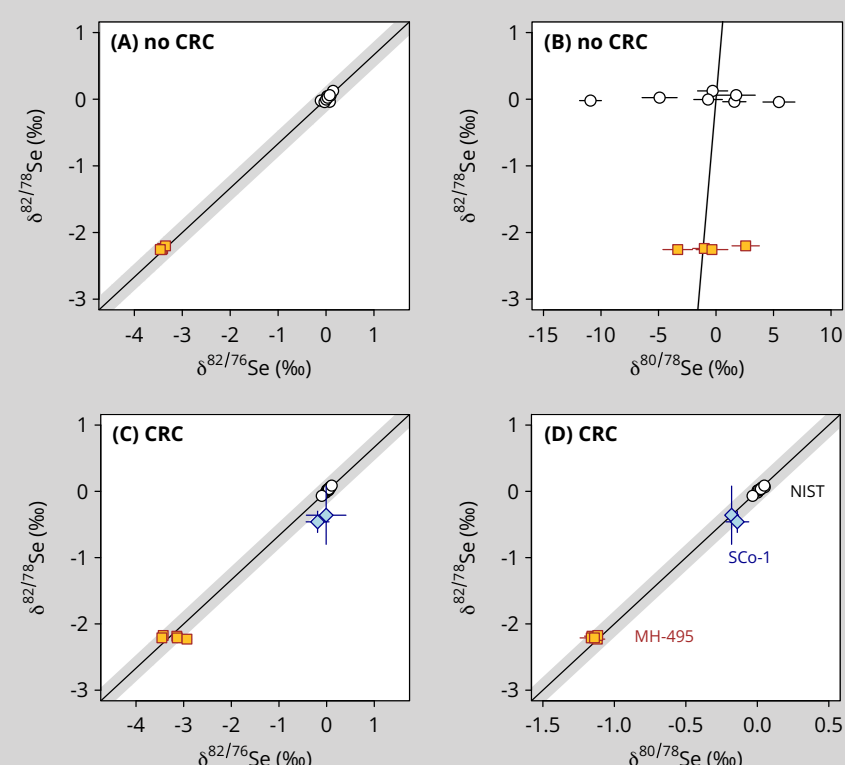 (A) no CRC
1
0
-1
-2
-3
δ82/78Se (‰)
-4 -3 -2 -1 0 1
δ82/76Se (‰)
(B) no CRC
1
0
-1
-2
-3
δ82/78Se (‰)
-15 -10 -5 0 5 10
δ80/78Se (‰)
(C) CRC
1
0
-1
-2
-3
δ82/78Se (‰)
-4 -3 -2 -1 0 1
δ82/76Se (‰)
(D) CRC
1
0
-1
-2
-3
δ82/78Se (‰)
NIST
SCo-1
MH-495
-1.5 -1.0 -0.5 0.0 0.5
δ80/78Se (‰)